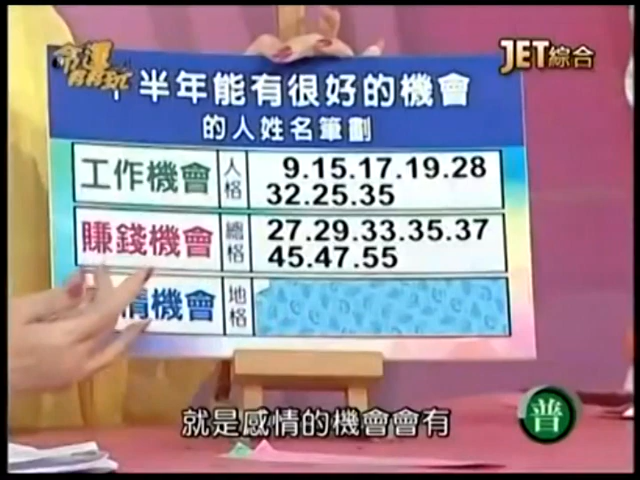 命運好好玩
JET綜合
下半年能有很好的機會
的人姓名筆劃
工作機會
人格
9.15.17.19.28
32.25.35
賺錢機會
總格
27.29.33.35.37
45.47.55
情機會
地格
就是感情的機會會有
普